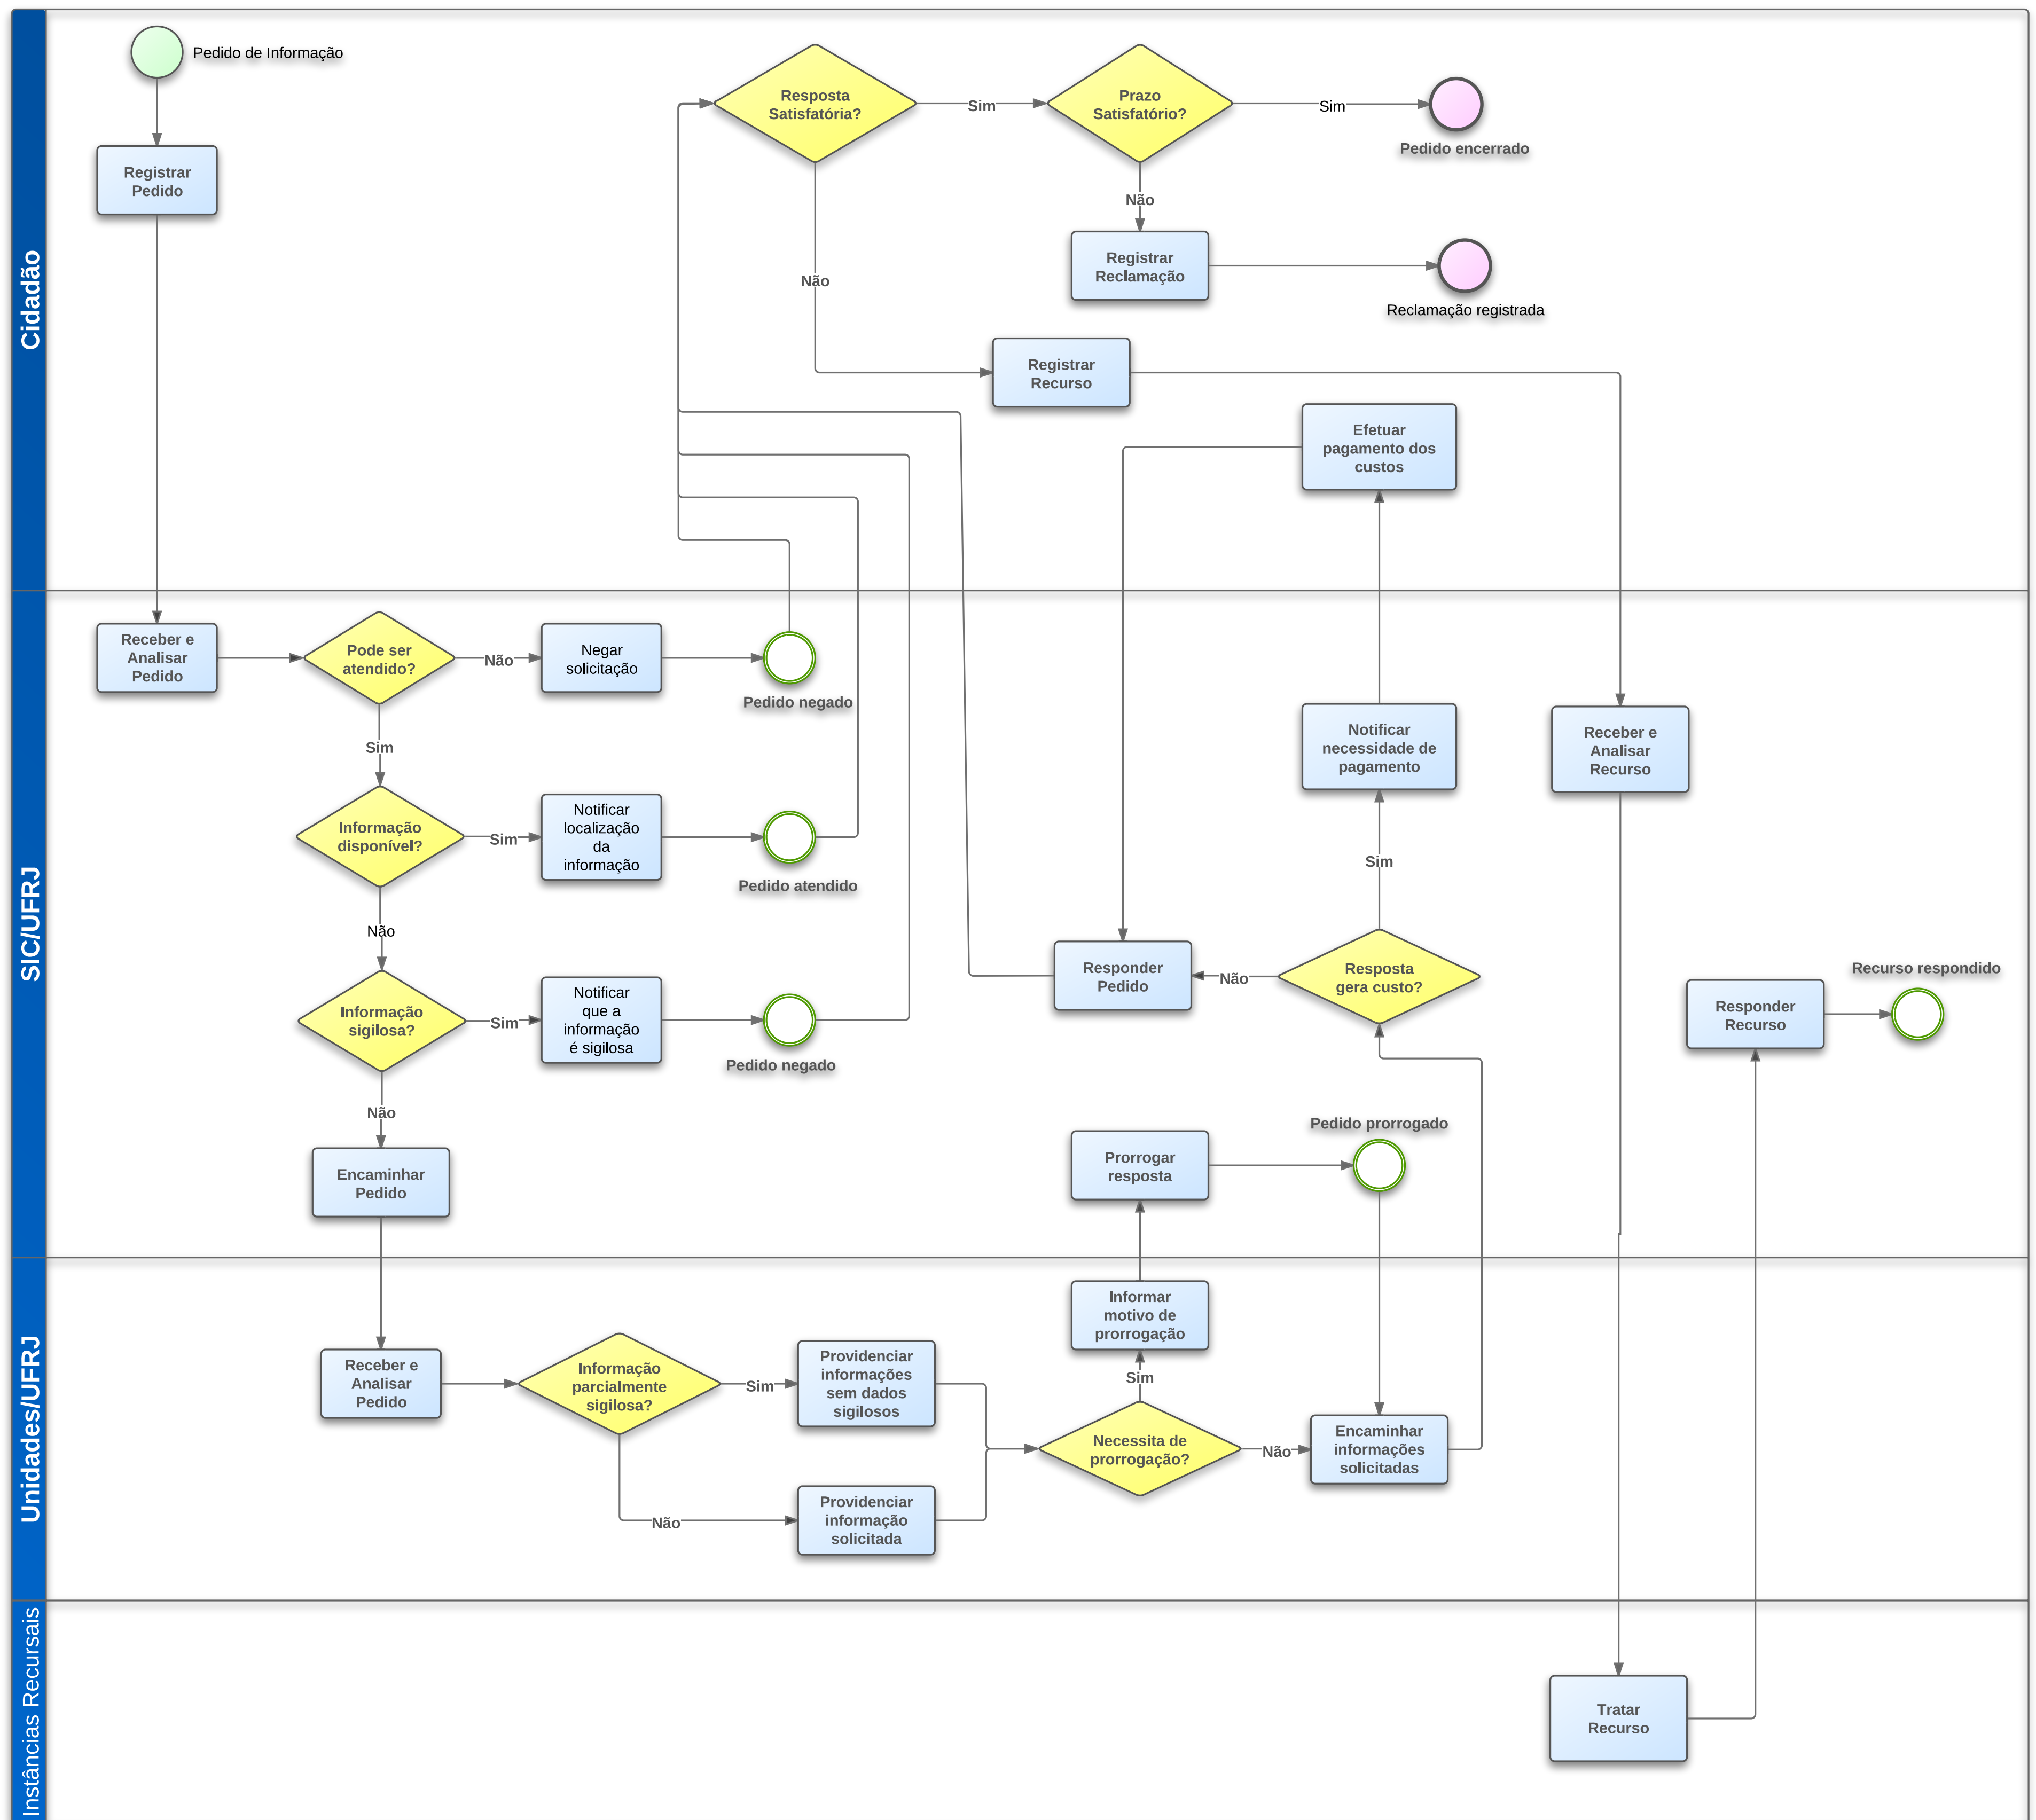 Cidadão
Pedido de Informação
Registrar
Pedido
Resposta
Satisfatória?
Sim
Prazo
Satisfatório?
Sim
Pedido encerrado
Não
Registrar
Reclamação
Reclamação registrada
Não
Registrar
Recurso
Efetuar
pagamento dos
custos
SIC/UFRJ
Receber e
Analisar
Pedido
Pode ser
atendido?
Não
Negar
solicitação
Pedido negado
Sim
Informação
disponível?
Sim
Notificar
localização
da
informação
Pedido atendido
Não
Informação
sigilosa?
Sim
Notificar
que a
informação
é sigilosa
Pedido negado
Não
Encaminhar
Pedido
Notificar
necessidade de
pagamento
Sim
Resposta
gera custo?
Não
Responder
Pedido
Receber e
Analisar
Recurso
Responder
Recurso
Recurso respondido
Prorrogar
resposta
Pedido prorrogado
Unidades/UFRJ
Receber e
Analisar
Pedido
Informação
parcialmente
sigilosa?
Sim
Providenciar
informações
sem dados
sigilosos
Não
Providenciar
informação
solicitada
Informar
motivo de
prorrogação
Sim
Necessita de
prorrogação?
Não
Encaminhar
informações
solicitadas
Instâncias Recursais
Tratar
Recurso